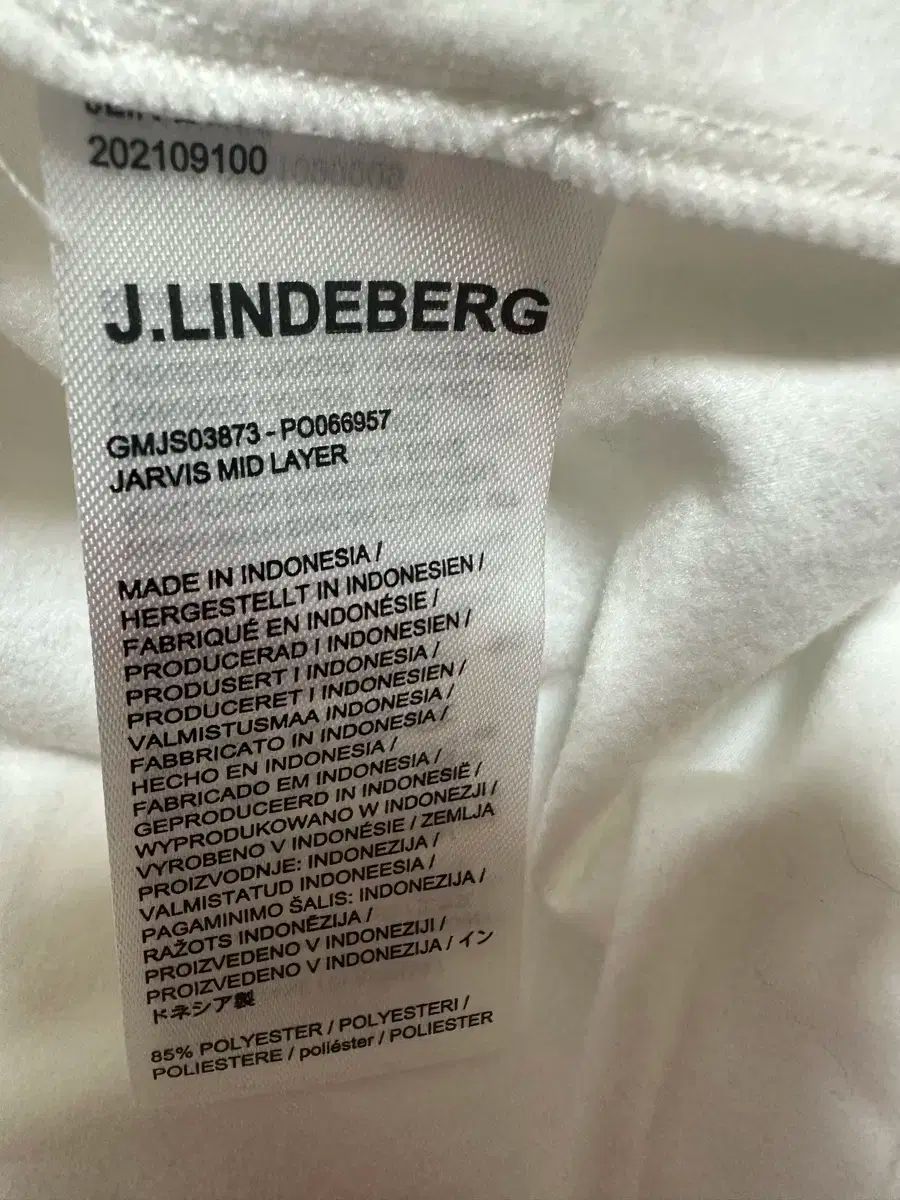 202109100
J.LINDEBERG
GMJS03873 - PO066957
JARVIS MID LAYER
MADE IN INDONESIA /
HERGESTELLT IN INDONESIEN /
FABRIQUÉ EN INDONÉSIE /
PRODUCERAD I INDONESIEN /
PRODUSERT I INDONESIA /
PRODUCERET I INDONESIEN /
VALMISTUSMAA INDONESIA /
FABBRICATO IN INDONESIA /
HECHO EN INDONESIA /
FABRICADO EM INDONESIA /
GEPRODUCEERD IN INDONESIË /
WYPRODUKOWANO W INDONEZJI /
VYROBENO V INDONÉSIE / ZEMLJA
PROIZVODNJE: INDONEZIJA /
VALMISTATUD INDONEESIA /
PAGAMINIMO ŠALIS: INDONEZIJA /
RAŽOTS INDONĒZIJA /
PROIZVEDENO V INDONEZIJI /
PROIZVEDENO V INDONEZIJA / イン
ドネシア製
85% POLYESTER / POLYESTERI /
POLIESTERE / poliéster / POLIESTER